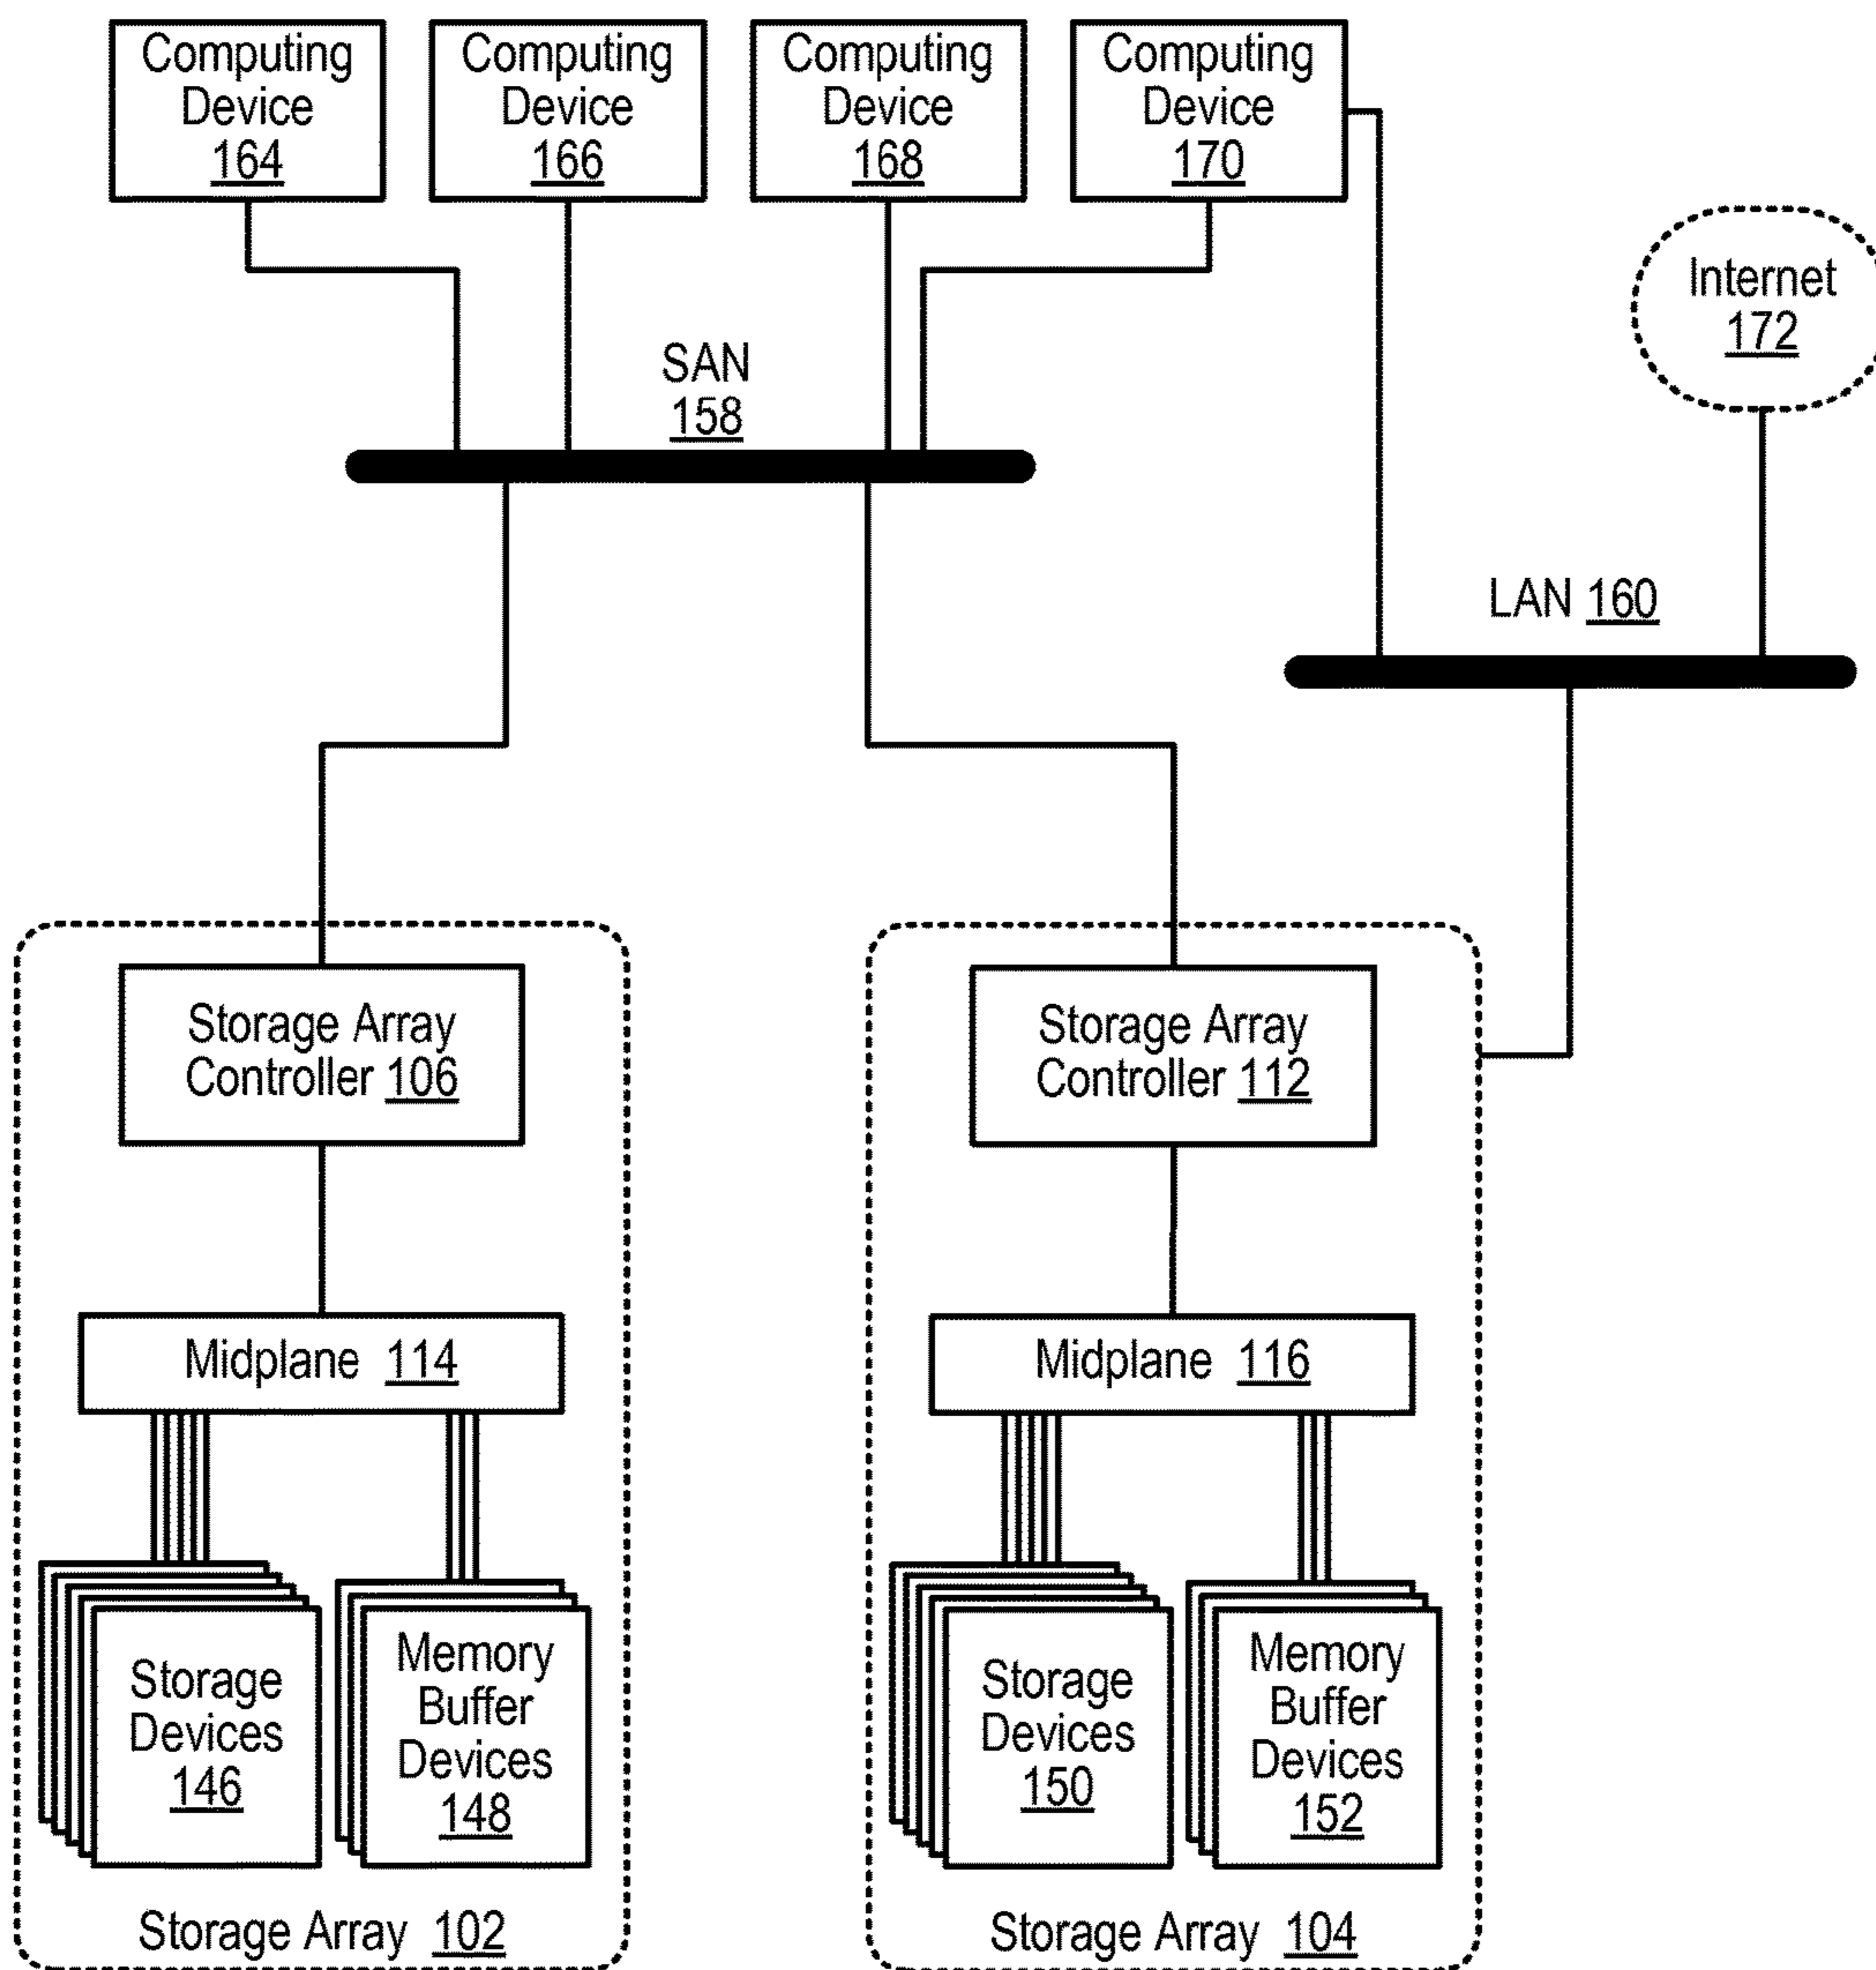 Computing
Device
164
Computing
Device
166
Computing
Device
168
Computing
Device
170
Internet
172
SAN
158
LAN 160
Storage Array
Controller 106
Storage Array
Controller 112
Midplane 114
Midplane 116
Storage
Devices
146
Memory
Buffer
Devices
148
Storage
Devices
150
Memory
Buffer
Devices
152
Storage Array 102
Storage Array 104